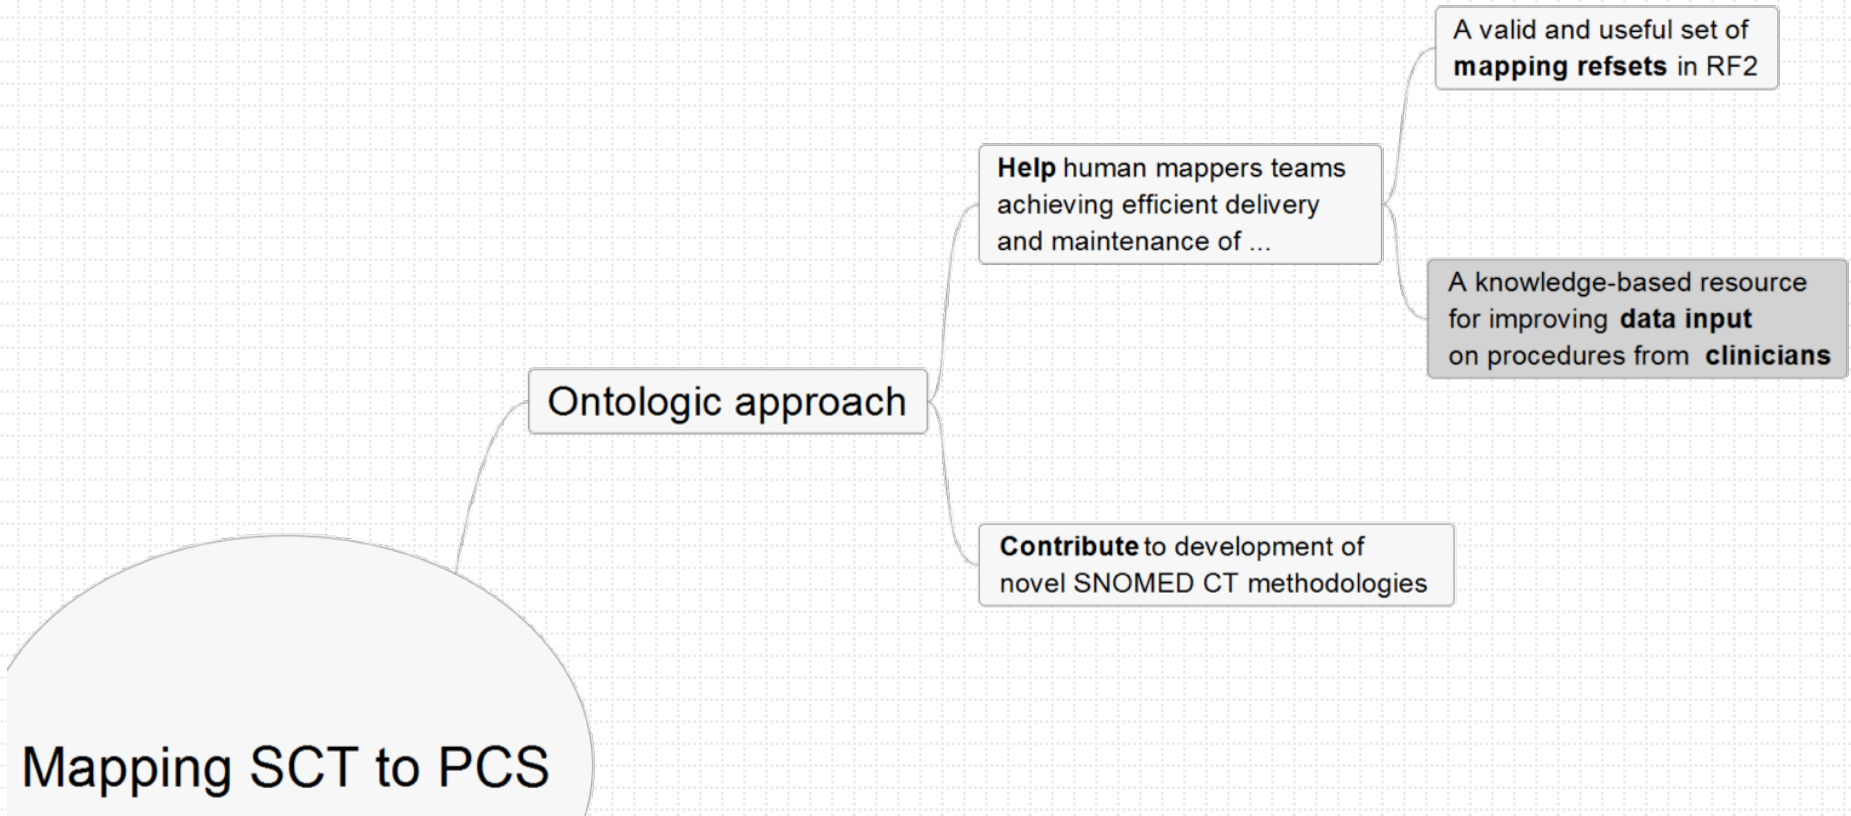 A valid and useful set of
mapping refsets in RF2
Help human mappers teams
achieving efficient delivery
and maintenance of ...
A knowledge-based resource
for improving data input
on procedures from clinicians
Ontologic approach
Contribute to development of
novel SNOMED CT methodologies
Mapping SCT to PCS